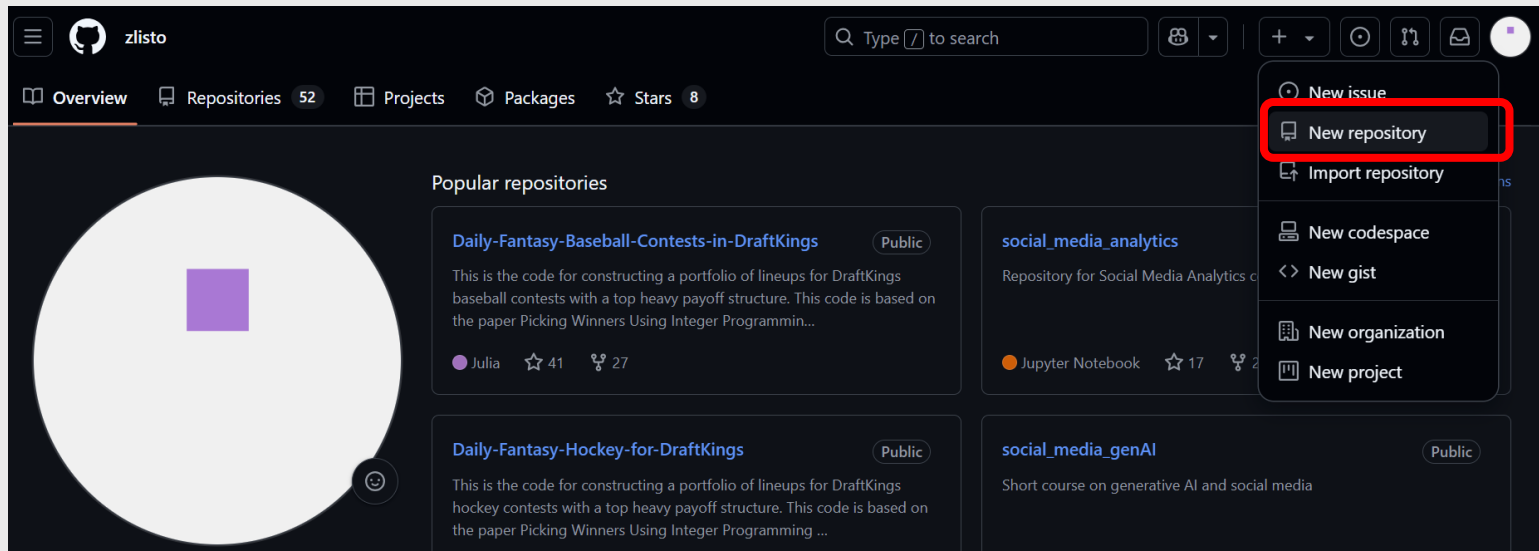 zlisto
Type / to search
Overview
Repositories 52
Projects
Packages
Stars 8
New issue
New repository
Import repository
New codespace
New gist
New organization
New project
Popular repositories
ns
Daily-Fantasy-Baseball-Contests-in-DraftKings
Public
This is the code for constructing a portfolio of lineups for DraftKings
baseball contests with a top heavy payoff structure. This code is based on
the paper Picking Winners Using Integer Programmin...
Julia 41 27
social_media_analytics
Repository for Social Media Analytics c
Jupyter Notebook 17 2
Daily-Fantasy-Hockey-for-DraftKings
Public
This is the code for constructing a portfolio of lineups for DraftKings
hockey contests with a top heavy payoff structure. This code is based on
the paper Picking Winners Using Integer Programming ...
social_media_genAI
Public
Short course on generative AI and social media